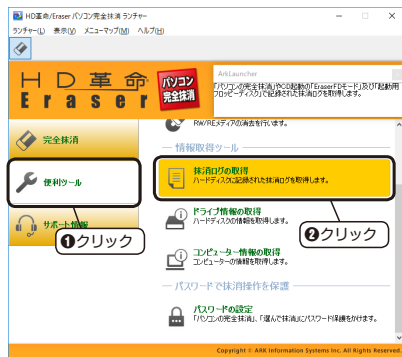 HD革命/Eraser パソコン完全抹消 ランチャー
ランチャー(L) 表示(V) メニューマップ(M) ヘルプ(H)
HD革命
Eraser
パソコン
完全抹消
ArkLauncher
「パソコンの完全抹消」やCD起動の「EraserFDモード」及び「起動用
フロッピーディスク」で記録された抹消ログを取得します。
完全抹消
便利ツール
サポート情報
❶クリック
RW/REメディアの消去を行います。
情報取得ツール
抹消ログの取得
ハードディスクに記録された抹消ログを取得します。
ドライブ情報の取得
ハードディスクの情報を取得します。
❷クリック
コンピューター情報の取得
コンピューターの情報を取得します。
パスワードで抹消操作を保護
パスワードの設定
「パソコンの完全抹消」、「選んで抹消」にパスワード保護をかけます。
Copyright © ARK Information Systems Inc. All Rights Reserved.